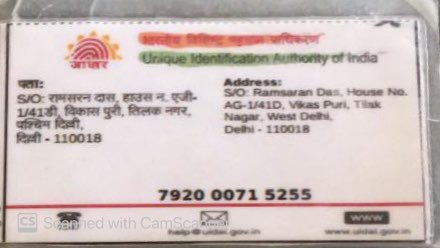 भारतीय विशिष्ट पहचान प्राधिकरण
Unique Identification Authority of India
आधार
पता:
S/O: रामसरन दास, हाउस न. एजी-
1/41डी, विकास पुरी, तिलक नगर,
पश्चिम दिल्ली,
दिल्ली - 110018
Address:
S/O: Ramsaran Das, House No.
AG-1/41D, Vikas Puri, Tilak
Nagar, West Delhi,
Delhi - 110018
7920 0071 5255
www
help@uidai.gov.in
www.uidai.gov.in
CS Scanned with CamScanner